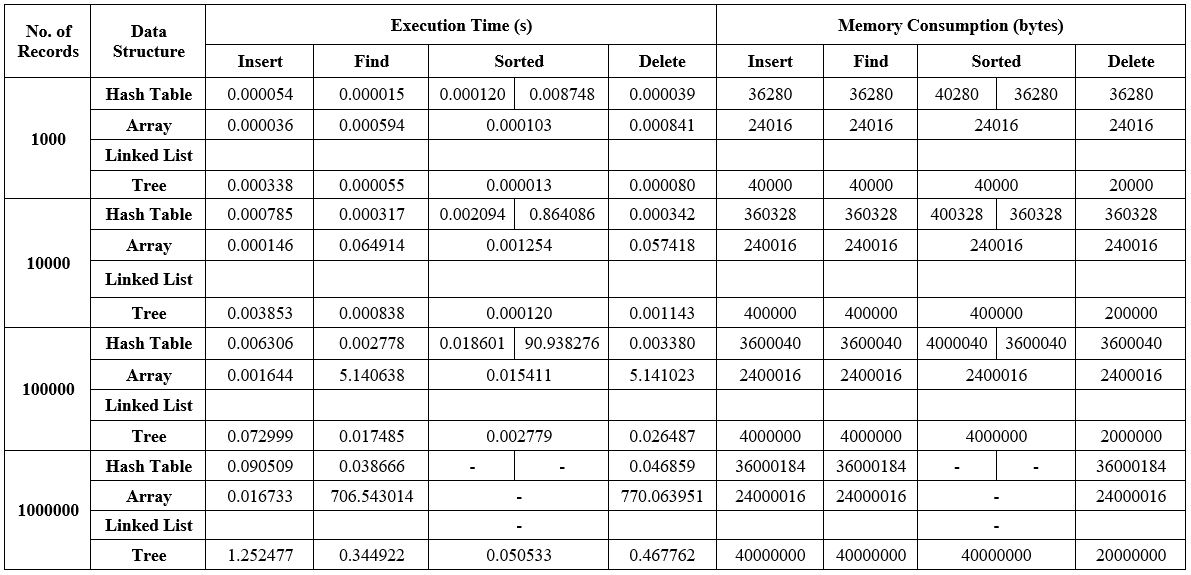 No. of Records Data Structure Execution Time (s) Memory Consumption (bytes)
Insert Find Sorted Delete Insert Find Sorted Delete
1000 Hash Table 0.000054 0.000015 0.000120 0.008748 0.000039 36280 36280 40280 36280 36280
Array 0.000036 0.000594 0.000103 0.000841 24016 24016 24016 24016
Linked List
Tree 0.000338 0.000055 0.000013 0.000080 40000 40000 40000 20000
10000 Hash Table 0.000785 0.000317 0.002094 0.864086 0.000342 360328 360328 400328 360328 360328
Array 0.000146 0.064914 0.001254 0.057418 240016 240016 240016 240016
Linked List
Tree 0.003853 0.000838 0.000120 0.001143 400000 400000 400000 200000
100000 Hash Table 0.006306 0.002778 0.018601 90.938276 0.003380 3600040 3600040 4000040 3600040 3600040
Array 0.001644 5.140638 0.015411 5.141023 2400016 2400016 2400016 2400016
Linked List
Tree 0.072999 0.017485 0.002779 0.026487 4000000 4000000 4000000 2000000
1000000 Hash Table 0.090509 0.038666 - - 0.046859 36000184 36000184 - - 36000184
Array 0.016733 706.543014 - 770.063951 24000016 24000016 - 24000016
Linked List - -
Tree 1.252477 0.344922 0.050533 0.467762 40000000 40000000 40000000 20000000